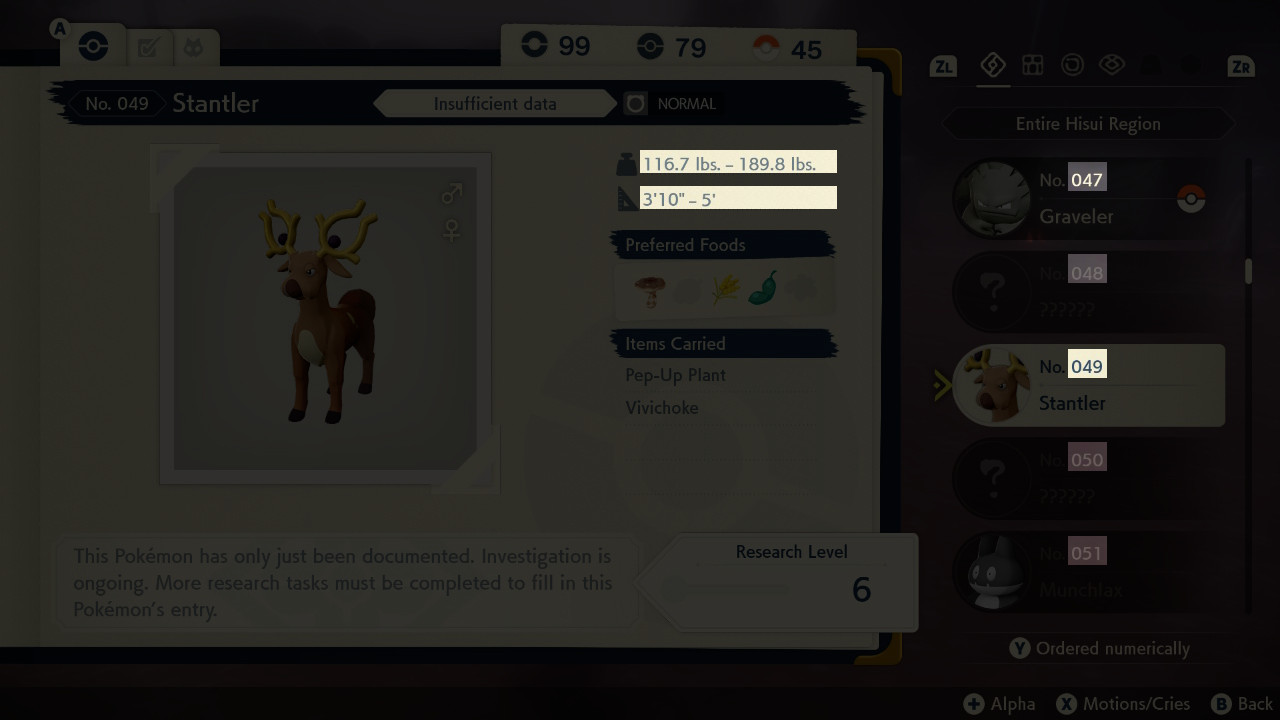 A
99 79 45
No. 049 Stantler Insufficient data NORMAL
116.7 lbs. – 189.8 lbs.
3'10" – 5'
Preferred Foods
Items Carried
Pep-Up Plant
Vivichoke
This Pokémon has only just been documented. Investigation is
ongoing. More research tasks must be completed to fill in this
Pokémon's entry.
Research Level
6
ZL ZR
Entire Hisui Region
No. 047
Graveler
No. 048
??????
No. 049
Stantler
No. 050
??????
No. 051
Munchlax
Y Ordered numerically
+ Alpha X Motions/Cries B Back